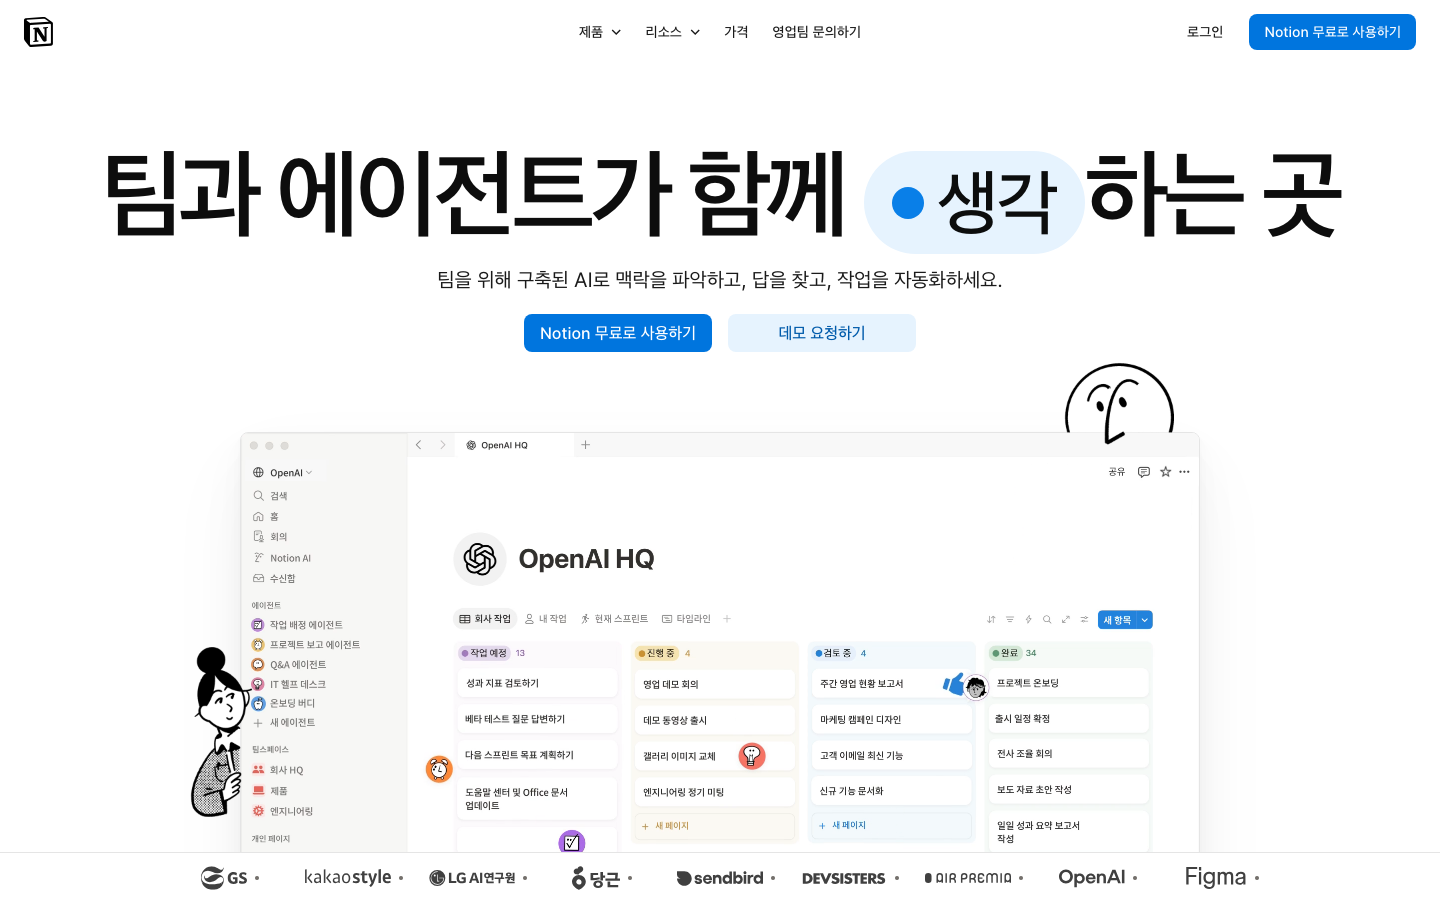 N
제품
리소스
가격
영업팀 문의하기
로그인
Notion 무료로 사용하기
팀과 에이전트가 함께 생각하는 곳
팀을 위해 구축된 AI로 맥락을 파악하고, 답을 찾고, 작업을 자동화하세요.
Notion 무료로 사용하기
데모 요청하기
OpenAI HQ
OpenAI
공유
검색
홈
회의
Notion AI
수신함
에이전트
작업 배정 에이전트
프로젝트 보고 에이전트
Q&A 에이전트
IT 헬프 데스크
온보딩 버디
새 에이전트
팀스페이스
회사 HQ
제품
엔지니어링
개인 페이지
OpenAI HQ
회사 작업
내 작업
현재 스프린트
타임라인
새 항목
작업 예정 13
성과 지표 검토하기
베타 테스트 질문 답변하기
다음 스프린트 목표 계획하기
도움말 센터 및 Office 문서
업데이트
진행 중 4
영업 데모 회의
데모 동영상 출시
갤러리 이미지 교체
엔지니어링 정기 미팅
새 페이지
검토 중 4
주간 영업 현황 보고서
마케팅 캠페인 디자인
고객 이메일 최신 기능
신규 기능 문서화
새 페이지
완료 34
프로젝트 온보딩
출시 일정 확정
전사 조율 회의
보도 자료 초안 작성
일일 성과 요약 보고서
작성
GS
kakaostyle
LG AI연구원
당근
sendbird
DEVSISTERS
AIR PREMIA
OpenAI
Figma